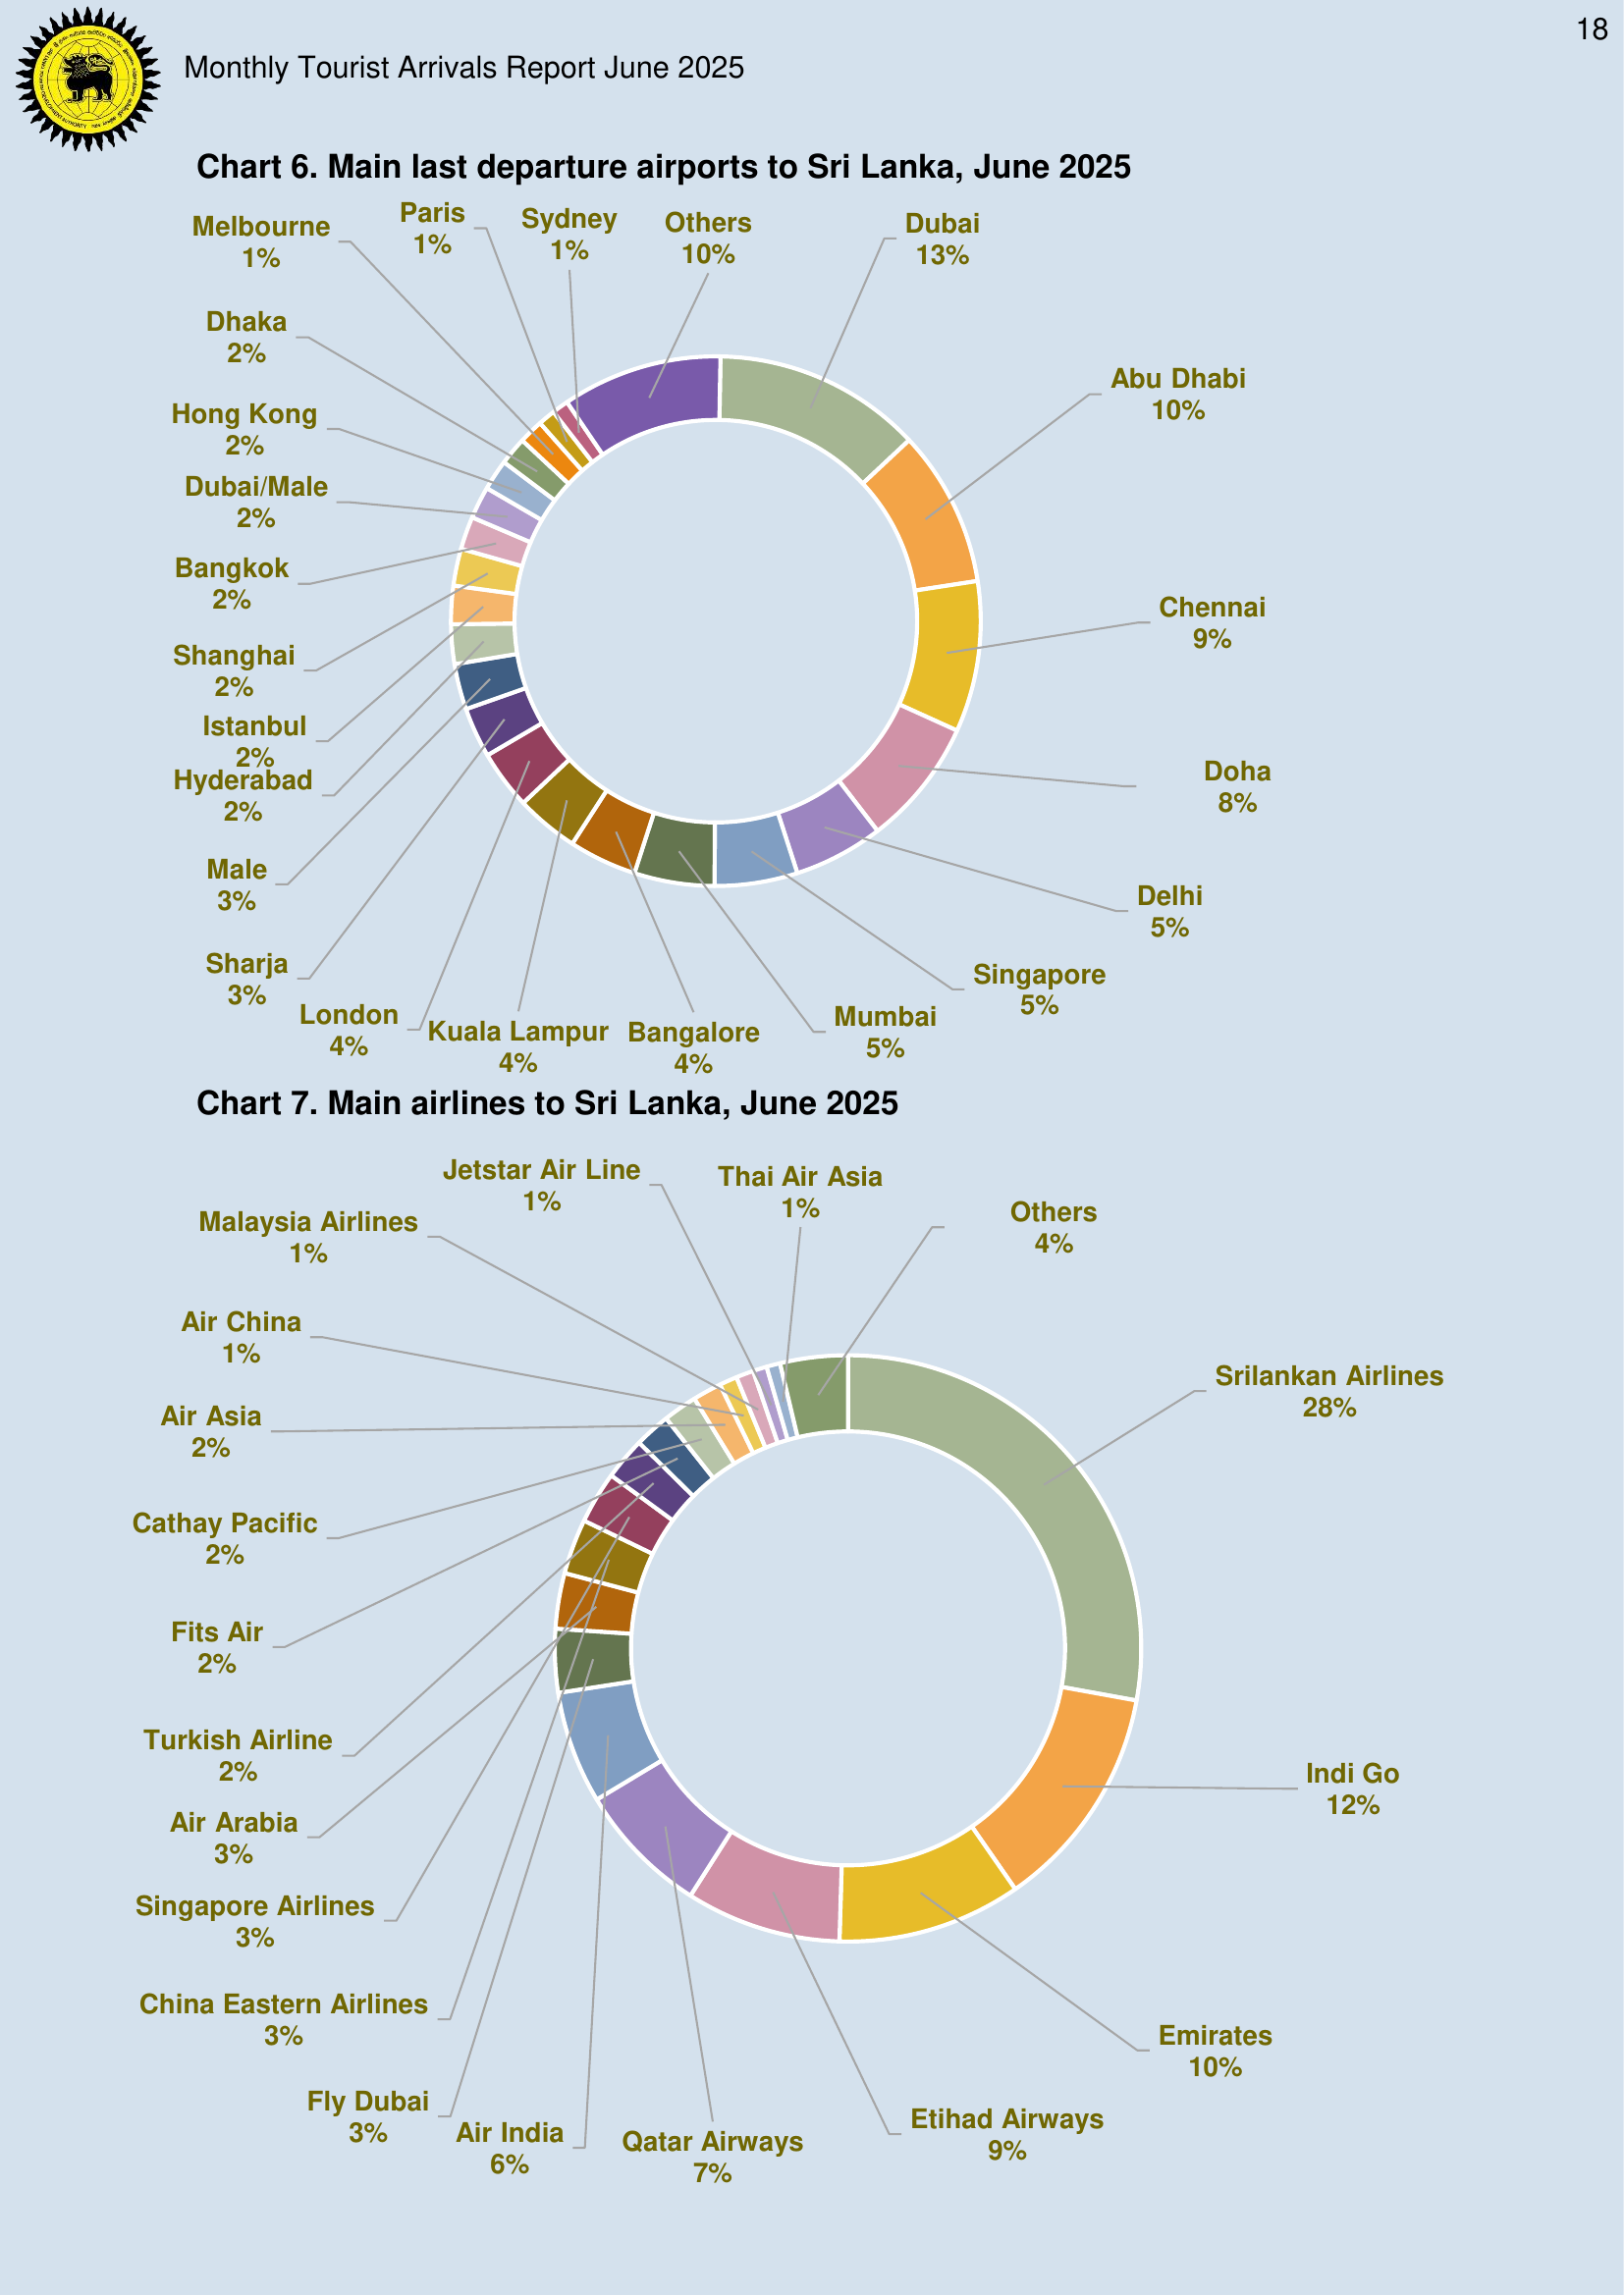 18
Monthly Tourist Arrivals Report June 2025
Chart 6. Main last departure airports to Sri Lanka, June 2025
Melbourne
1%
Paris
1%
Sydney
1%
Others
10%
Dubai
13%
Dhaka
2%
Abu Dhabi
10%
Hong Kong
2%
Dubai/Male
2%
Bangkok
2%
Chennai
9%
Shanghai
2%
Istanbul
2%
Hyderabad
2%
Doha
8%
Male
3%
Delhi
5%
Sharja
3%
Singapore
5%
London
4%
Kuala Lampur
4%
Bangalore
4%
Mumbai
5%
Chart 7. Main airlines to Sri Lanka, June 2025
Jetstar Air Line
1%
Thai Air Asia
1%
Others
4%
Malaysia Airlines
1%
Air China
1%
Srilankan Airlines
28%
Air Asia
2%
Cathay Pacific
2%
Fits Air
2%
Turkish Airline
2%
Indi Go
12%
Air Arabia
3%
Singapore Airlines
3%
China Eastern Airlines
3%
Emirates
10%
Fly Dubai
3%
Air India
6%
Qatar Airways
7%
Etihad Airways
9%